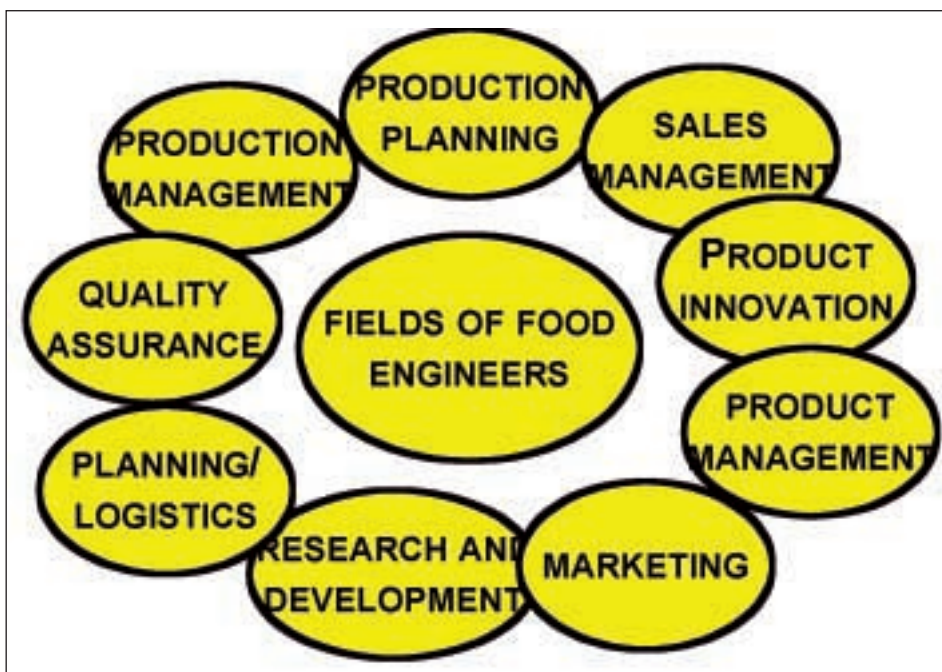 PRODUCTION
PLANNING
SALES
MANAGEMENT
PRODUCT
INNOVATION
PRODUCT
MANAGEMENT
MARKETING
RESEARCH AND
DEVELOPMENT
PLANNING/
LOGISTICS
QUALITY
ASSURANCE
PRODUCTION
MANAGEMENT
FIELDS OF FOOD
ENGINEERS